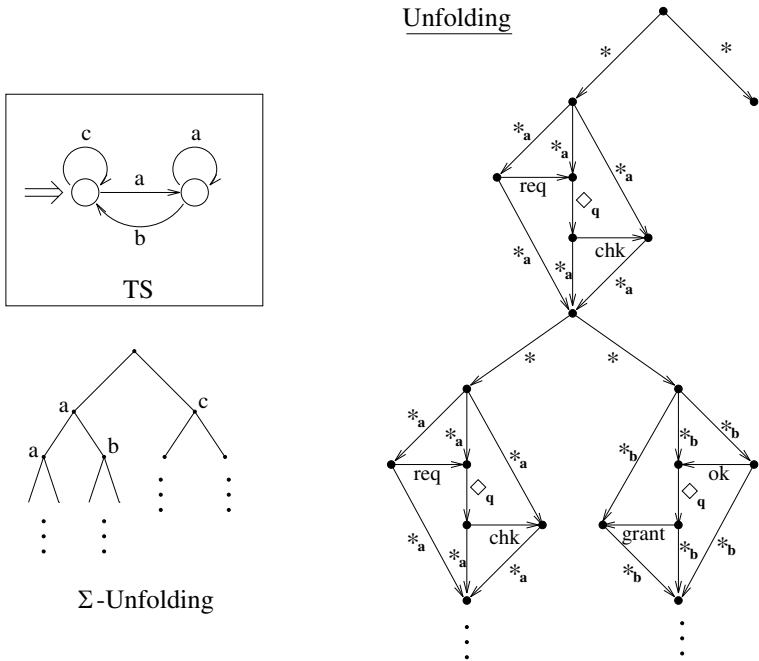 Unfolding
* *
c a
*a *a *a
a
req
◇q
b
chk
*a *a *a
TS
* *
a c
*a *a *a *b *b *b
a b
req ok
◇q ◇q
chk grant
*a *a *a *b *b *b
Σ-Unfolding